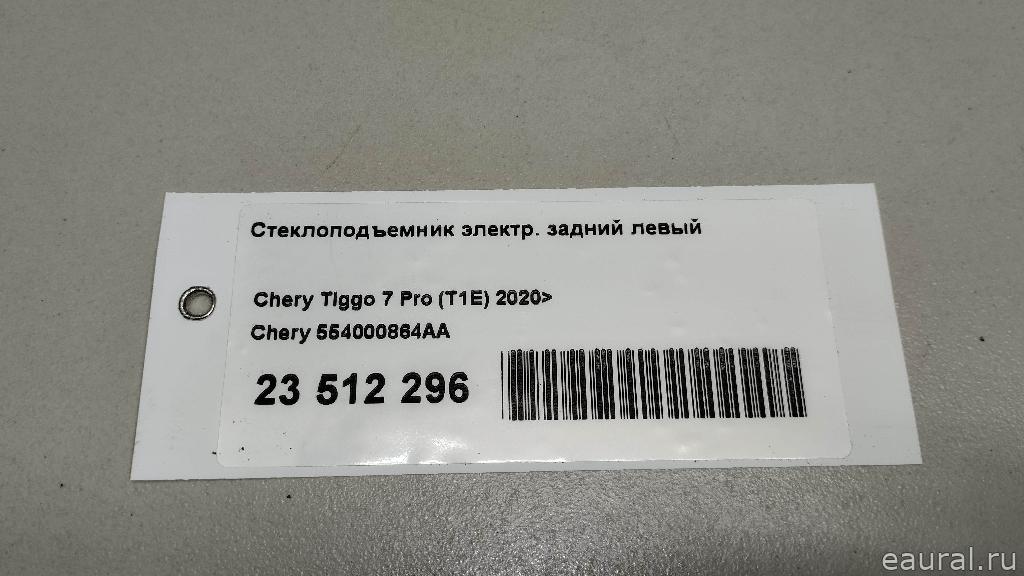 Стеклоподъемник электр. задний левый
Chery Tiggo 7 Pro (T1E) 2020>
Chery 554000864AA
23 512 296
eaural.ru